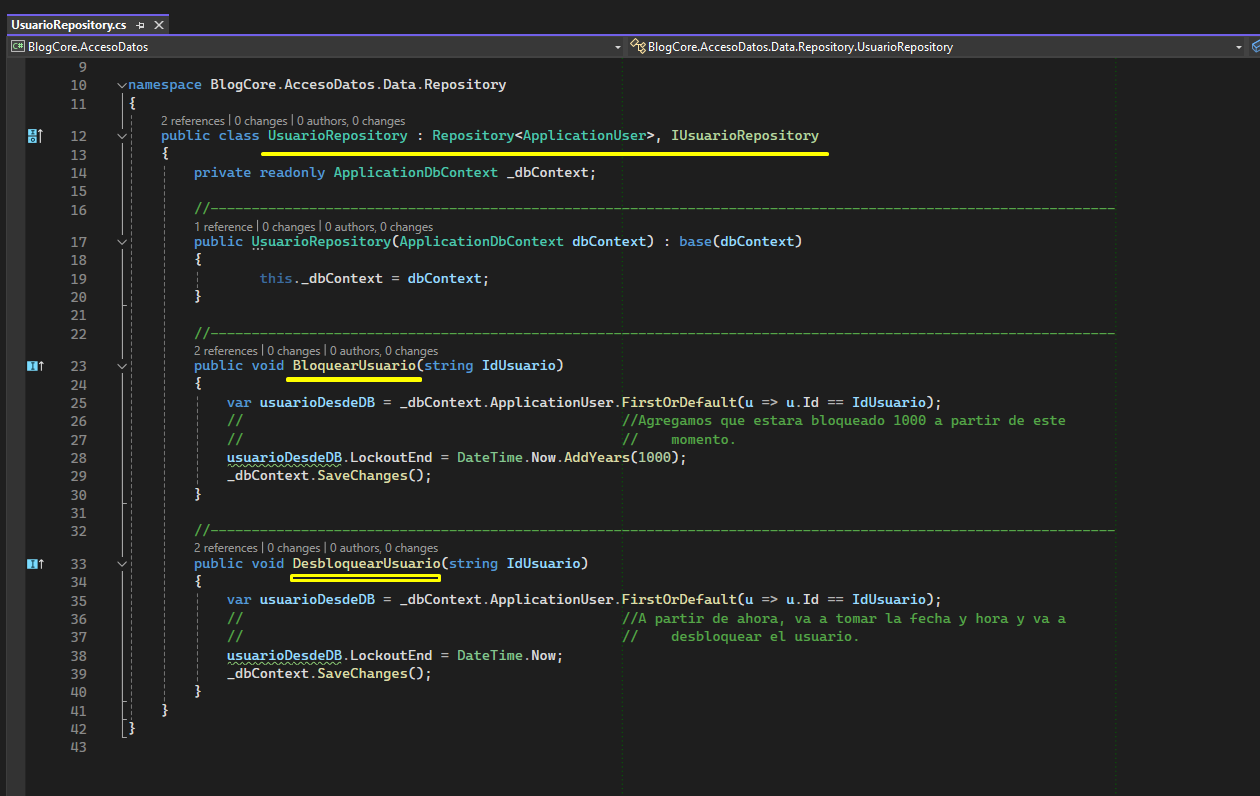 UsuarioRepository.cs
C# BlogCore.AccesoDatos
BlogCore.AccesoDatos.Data.Repository.UsuarioRepository
9
10 namespace BlogCore.AccesoDatos.Data.Repository
11 {
2 references | 0 changes | 0 authors, 0 changes
12 public class UsuarioRepository : Repository<ApplicationUser>, IUsuarioRepository
13 {
14 private readonly ApplicationDbContext _dbContext;
15
16 //--------------------------------------------------------------------------------------------------------------
1 reference | 0 changes | 0 authors, 0 changes
17 public UsuarioRepository(ApplicationDbContext dbContext) : base(dbContext)
18 {
19 this._dbContext = dbContext;
20 }
21
22 //--------------------------------------------------------------------------------------------------------------
2 references | 0 changes | 0 authors, 0 changes
23 public void BloquearUsuario(string IdUsuario)
24 {
25 var usuarioDesdeDB = _dbContext.ApplicationUser.FirstOrDefault(u => u.Id == IdUsuario);
26 // //Agregamos que estara bloqueado 1000 a partir de este
27 // // momento.
28 usuarioDesdeDB.LockoutEnd = DateTime.Now.AddYears(1000);
29 _dbContext.SaveChanges();
30 }
31
32 //--------------------------------------------------------------------------------------------------------------
2 references | 0 changes | 0 authors, 0 changes
33 public void DesbloquearUsuario(string IdUsuario)
34 {
35 var usuarioDesdeDB = _dbContext.ApplicationUser.FirstOrDefault(u => u.Id == IdUsuario);
36 // //A partir de ahora, va a tomar la fecha y hora y va a
37 // // desbloquear el usuario.
38 usuarioDesdeDB.LockoutEnd = DateTime.Now;
39 _dbContext.SaveChanges();
40 }
41 }
42 }
43